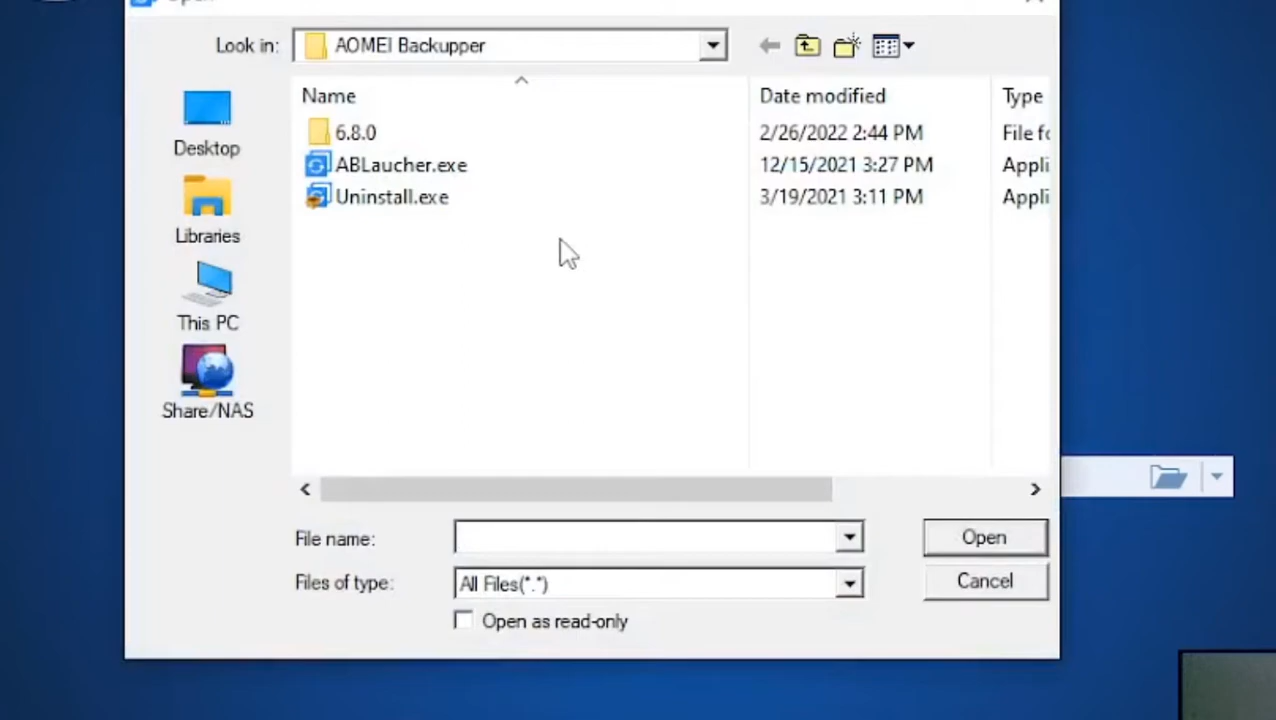 Open
Look in:
AOMEI Backupper
Name
Date modified
Type
6.8.0
2/26/2022 2:44 PM
File fo
ABLaucher.exe
12/15/2021 3:27 PM
Appli
Uninstall.exe
3/19/2021 3:11 PM
Appli
Desktop
Libraries
This PC
Share/NAS
File name:
Open
Files of type:
All Files(*.*)
Cancel
Open as read-only